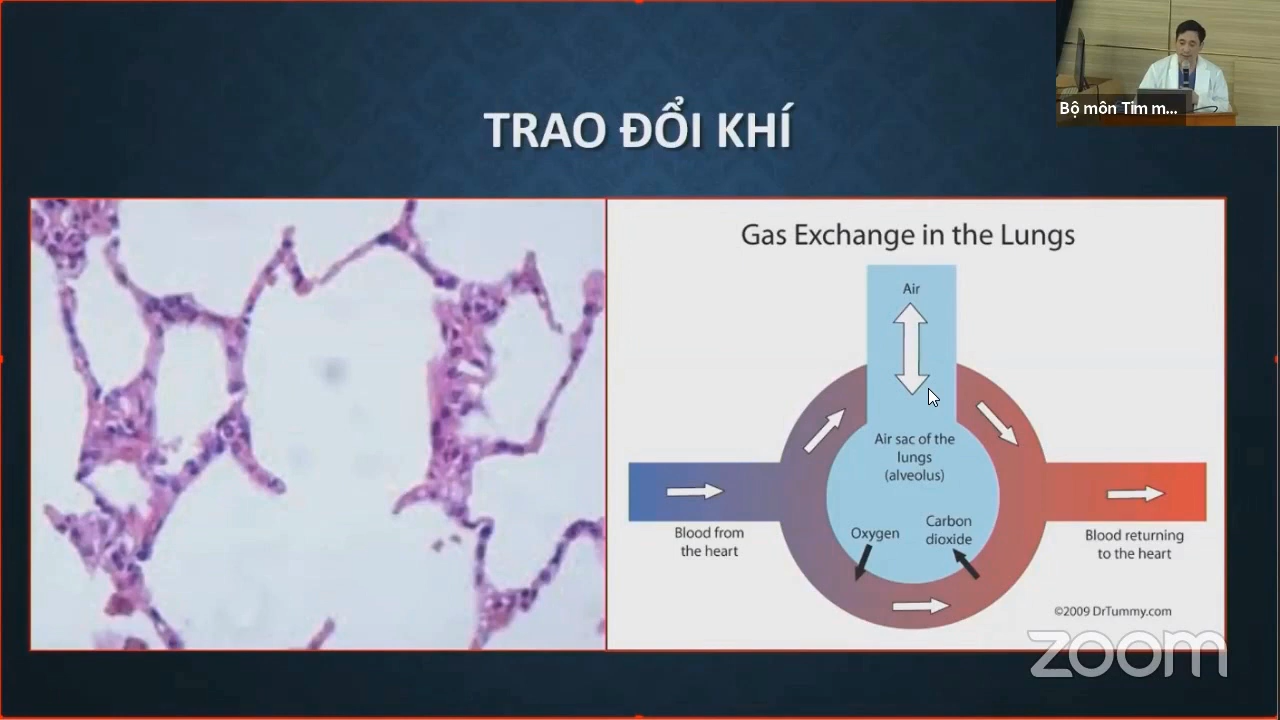 Bộ môn Tim m...
TRAO ĐỔI KHÍ
Gas Exchange in the Lungs
Air
Air sac of the
lungs
(alveolus)
Oxygen
Carbon
dioxide
Blood from
the heart
Blood returning
to the heart
©2009 DrTummy.com
zoom